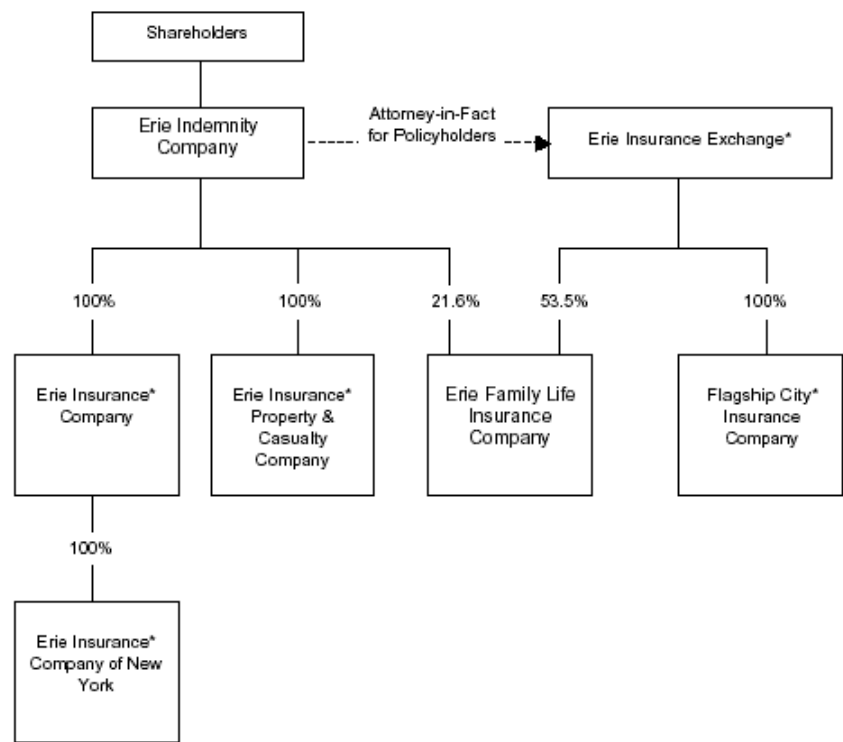 Shareholders
Erie Indemnity
Company
Attorney-in-Fact
for Policyholders
Erie Insurance Exchange*
100%
100%
21.6%
53.5%
100%
Erie Insurance*
Company
Erie Insurance*
Property &
Casualty
Company
Erie Family Life
Insurance
Company
Flagship City*
Insurance
Company
100%
Erie Insurance*
Company of New
York